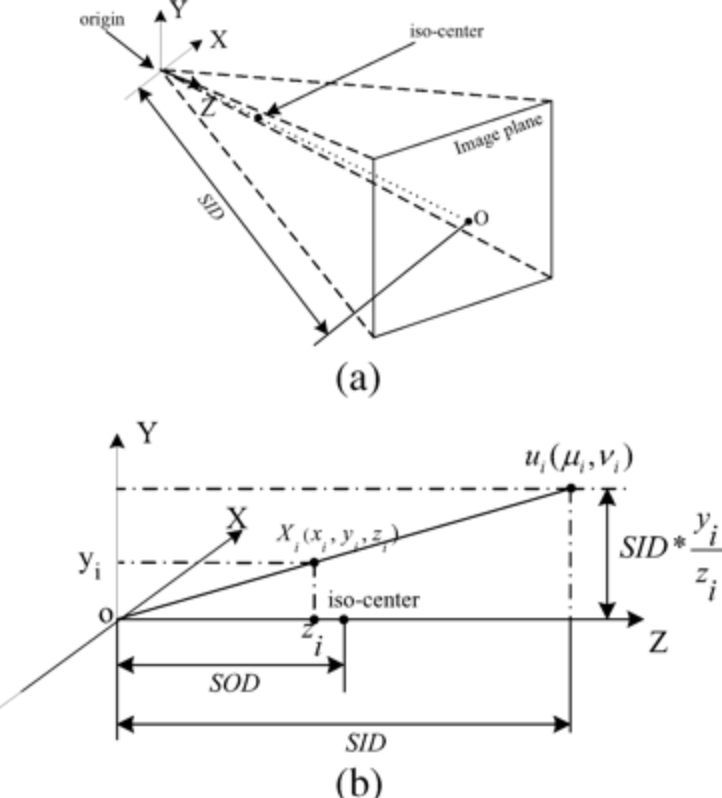 origin
Y
X
iso-center
Z
Image plane
SID
O
(a)
Y
u_i(μ_i,ν_i)
X
X_i(x_i, y_i, z_i)
SID*y_i/z_i
y_i
iso-center
o
z_i
Z
SOD
SID
(b)